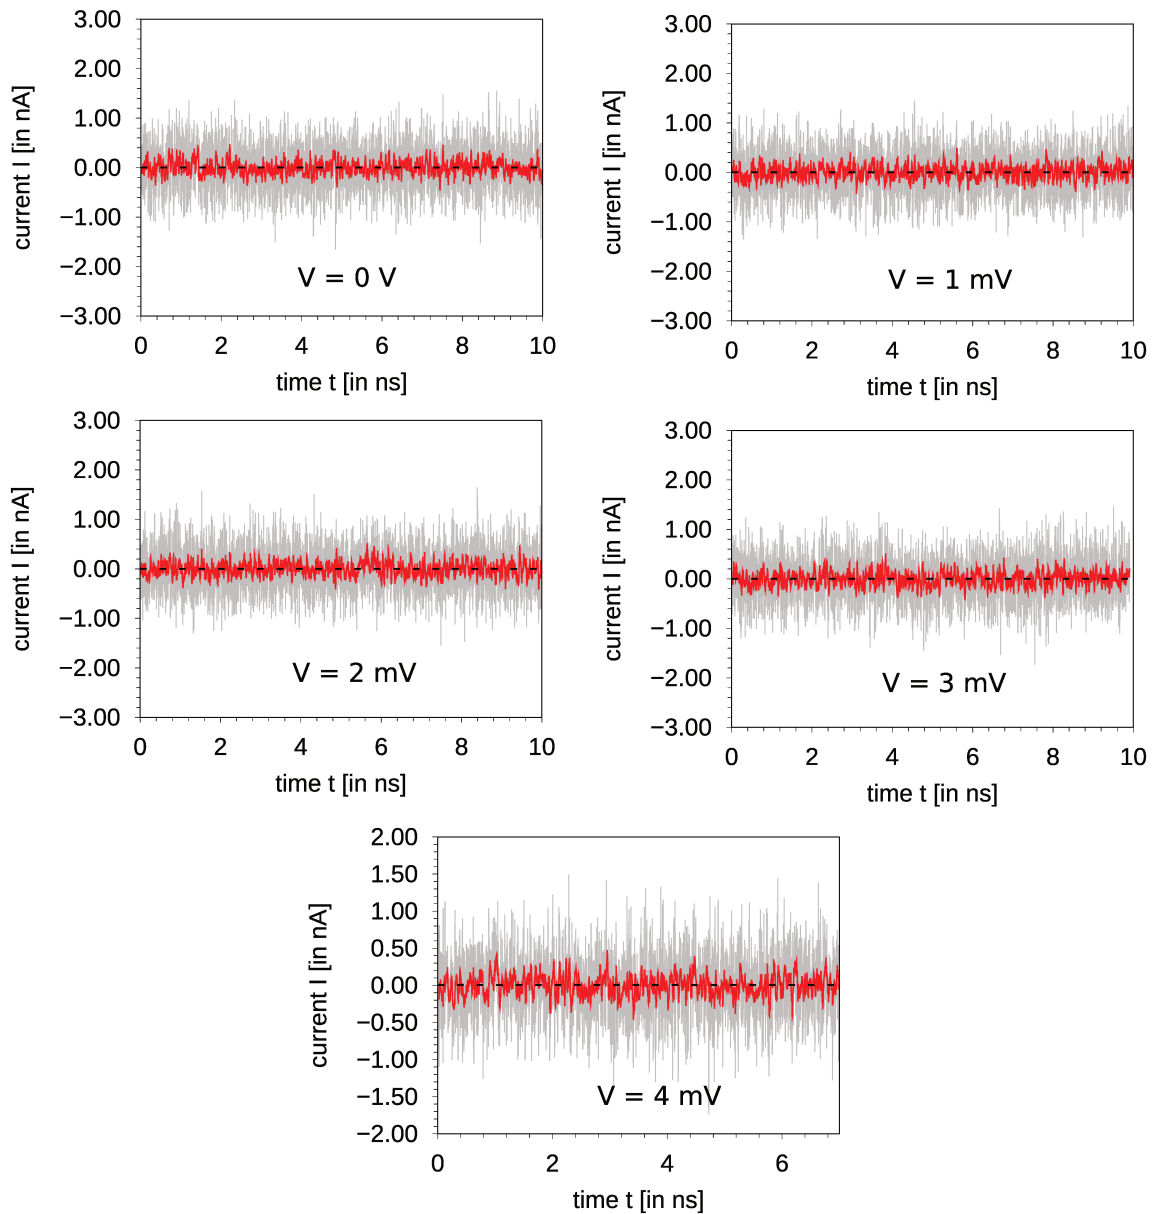 3.00
2.00
1.00
0.00
−1.00
−2.00
−3.00
current I [in nA]
V = 0 V
0 2 4 6 8 10
time t [in ns]
3.00
2.00
1.00
0.00
−1.00
−2.00
−3.00
current I [in nA]
V = 1 mV
0 2 4 6 8 10
time t [in ns]
3.00
2.00
1.00
0.00
−1.00
−2.00
−3.00
current I [in nA]
V = 2 mV
0 2 4 6 8 10
time t [in ns]
3.00
2.00
1.00
0.00
−1.00
−2.00
−3.00
current I [in nA]
V = 3 mV
0 2 4 6 8 10
time t [in ns]
2.00
1.50
1.00
0.50
0.00
−0.50
−1.00
−1.50
−2.00
current I [in nA]
V = 4 mV
0 2 4 6
time t [in ns]